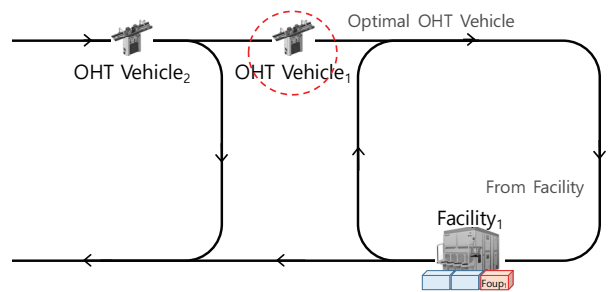 Optimal OHT Vehicle
OHT Vehicle₂
OHT Vehicle₁
From Facility
Facility₁
Foup₁